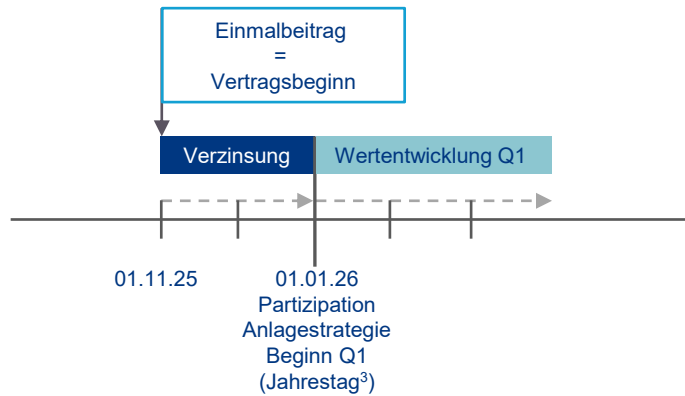 Einmalbeitrag
=
Vertragsbeginn
Verzinsung
Wertentwicklung Q1
01.11.25
01.01.26
Partizipation
Anlagestrategie
Beginn Q1
(Jahrestag³)